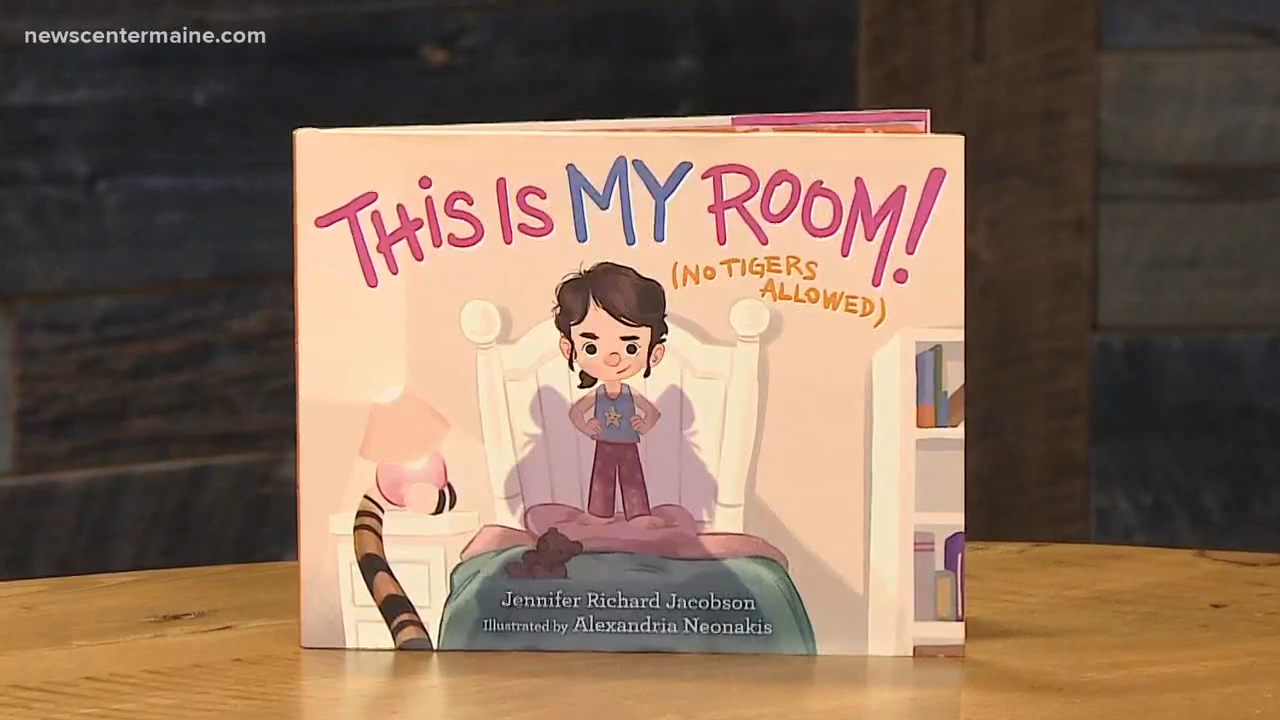 newscentermaine.com
THIS IS MY ROOM!
(NO TIGERS
ALLOWED)
Jennifer Richard Jacobson
Illustrated by Alexandria Neonakis